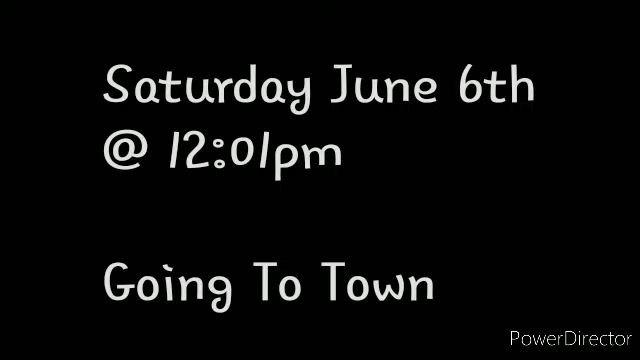 Saturday June 6th
@ 12:01pm
Going To Town
PowerDirector